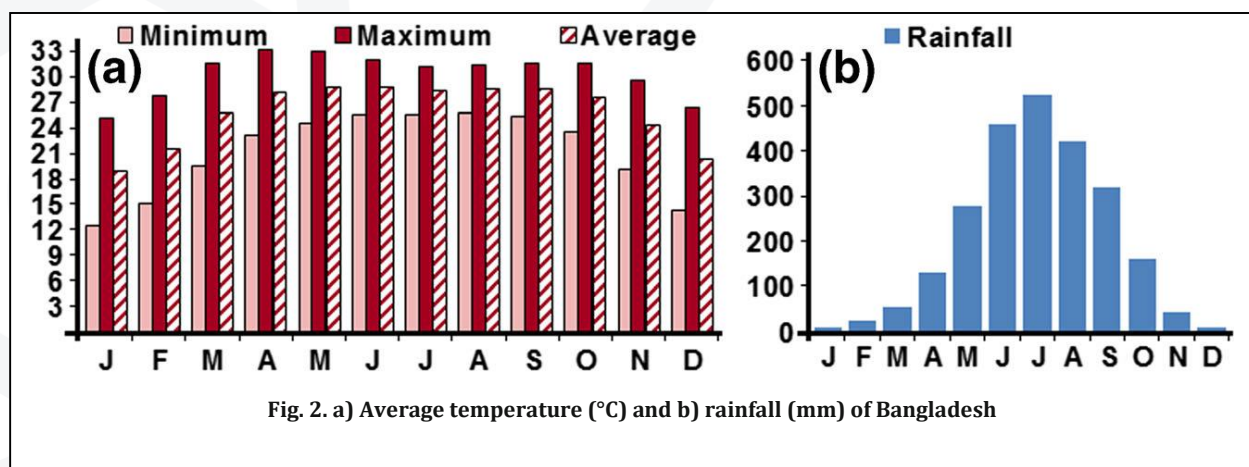 Minimum Maximum Average
(a)
33
30
27
24
21
18
15
12
9
6
3
J F M A M J J A S O N D
Rainfall
(b)
600
500
400
300
200
100
0
J F M A M J J A S O N D
Fig. 2. a) Average temperature (°C) and b) rainfall (mm) of Bangladesh